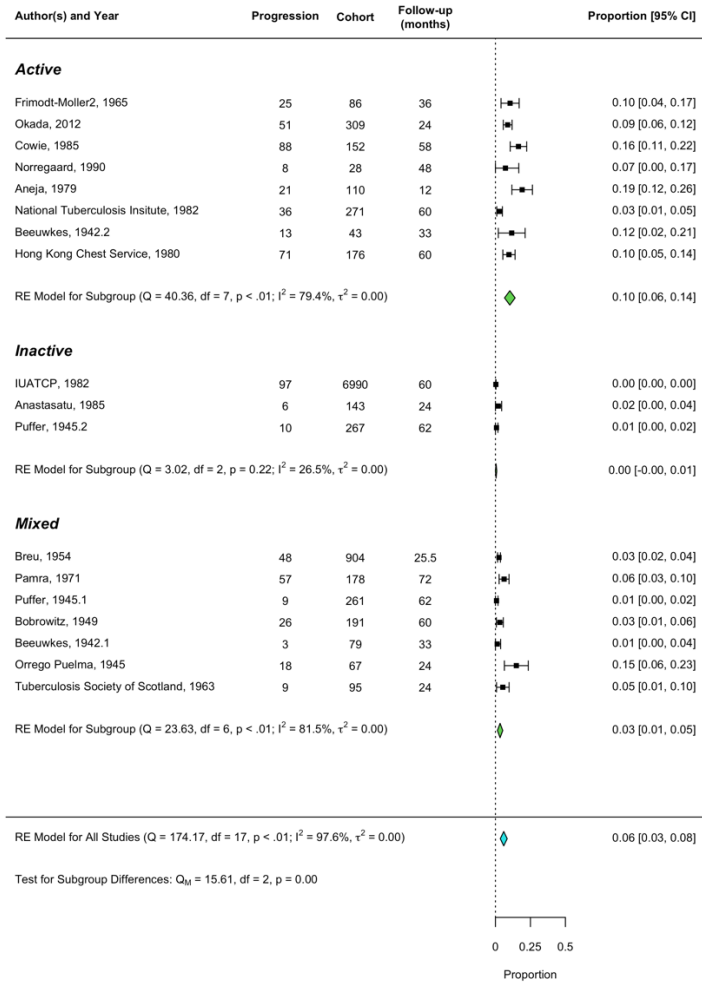 Author(s) and Year Progression Cohort Follow-up (months) Proportion [95% CI]
Active
Frimodt-Moller2, 1965 25 86 36 0.10 [0.04, 0.17]
Okada, 2012 51 309 24 0.09 [0.06, 0.12]
Cowie, 1985 88 152 58 0.16 [0.11, 0.22]
Norregaard, 1990 8 28 48 0.07 [0.00, 0.17]
Aneja, 1979 21 110 12 0.19 [0.12, 0.26]
National Tuberculosis Insitute, 1982 36 271 60 0.03 [0.01, 0.05]
Beeuwkes, 1942.2 13 43 33 0.12 [0.02, 0.21]
Hong Kong Chest Service, 1980 71 176 60 0.10 [0.05, 0.14]
RE Model for Subgroup (Q = 40.36, df = 7, p < .01; I² = 79.4%, τ² = 0.00) 0.10 [0.06, 0.14]
Inactive
IUATCP, 1982 97 6990 60 0.00 [0.00, 0.00]
Anastasatu, 1985 6 143 24 0.02 [0.00, 0.04]
Puffer, 1945.2 10 267 62 0.01 [0.00, 0.02]
RE Model for Subgroup (Q = 3.02, df = 2, p = 0.22; I² = 26.5%, τ² = 0.00) 0.00 [-0.00, 0.01]
Mixed
Breu, 1954 48 904 25.5 0.03 [0.02, 0.04]
Pamra, 1971 57 178 72 0.06 [0.03, 0.10]
Puffer, 1945.1 9 261 62 0.01 [0.00, 0.02]
Bobrowitz, 1949 26 191 60 0.03 [0.01, 0.06]
Beeuwkes, 1942.1 3 79 33 0.01 [0.00, 0.04]
Orrego Puelma, 1945 18 67 24 0.15 [0.06, 0.23]
Tuberculosis Society of Scotland, 1963 9 95 24 0.05 [0.01, 0.10]
RE Model for Subgroup (Q = 23.63, df = 6, p < .01; I² = 81.5%, τ² = 0.00) 0.03 [0.01, 0.05]
RE Model for All Studies (Q = 174.17, df = 17, p < .01; I² = 97.6%, τ² = 0.00) 0.06 [0.03, 0.08]
Test for Subgroup Differences: Q_M = 15.61, df = 2, p = 0.00
0 0.25 0.5
Proportion